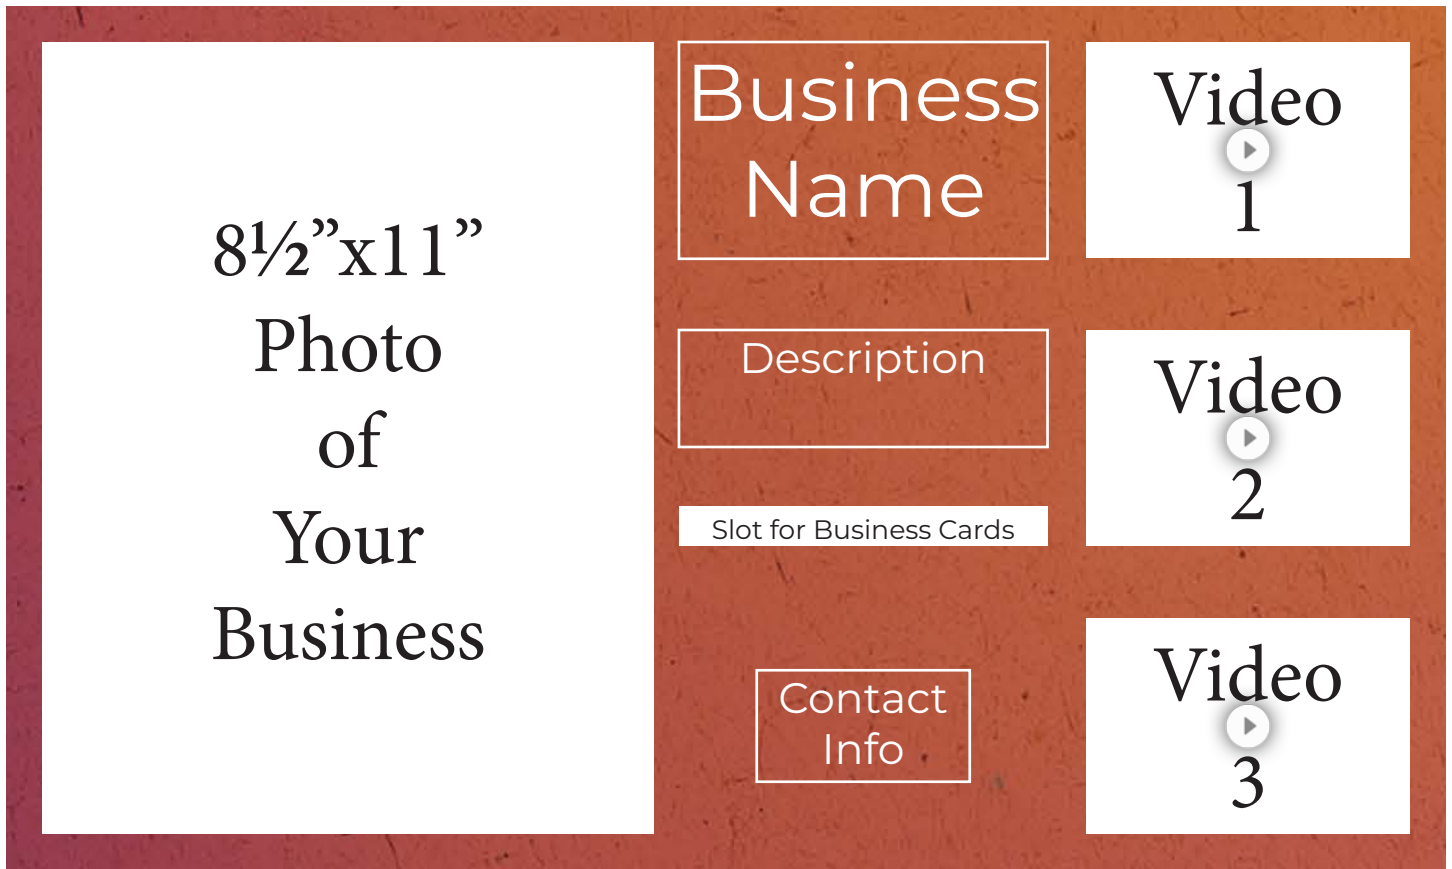 8½”x11”
Photo
of
Your
Business
Business
Name
Description
Slot for Business Cards
Contact
Info
Video
1
Video
2
Video
3